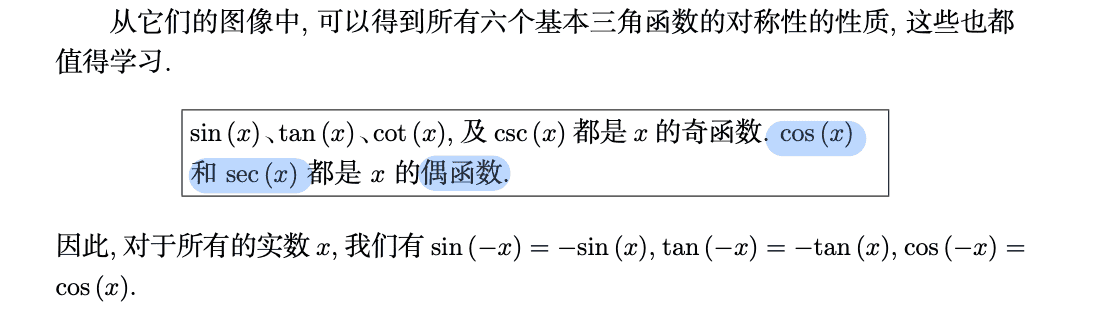 从它们的图像中, 可以得到所有六个基本三角函数的对称性的性质, 这些也都
值得学习.
sin (x)、tan (x)、cot (x), 及 csc (x) 都是 x 的奇函数. cos (x)
和 sec (x) 都是 x 的偶函数.
因此, 对于所有的实数 x, 我们有 sin (−x) = −sin (x), tan (−x) = −tan (x), cos (−x) =
cos (x).